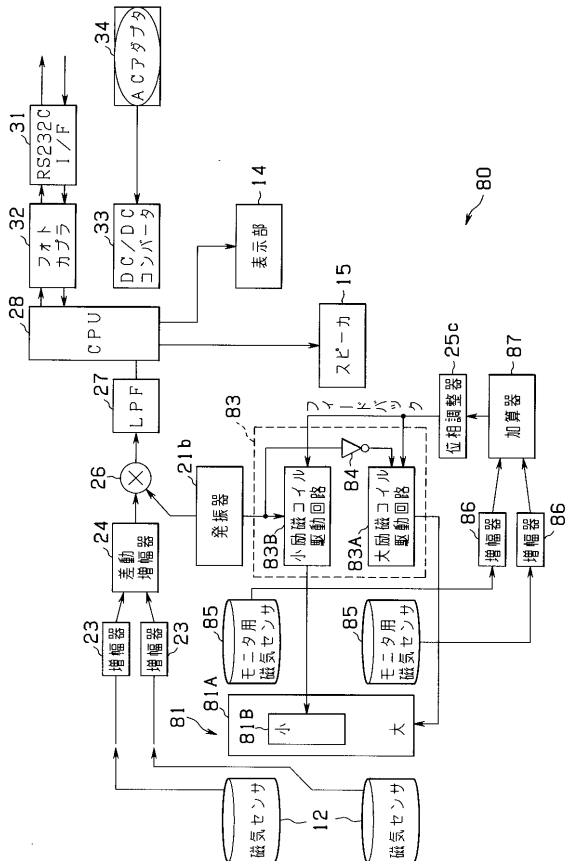 34
ACアダプタ
31
RS232C
I/F
32
フォト
カプラ
33
DC/DC
コンバータ
28
CPU
14
表示部
15
スピーカ
80
27
LPF
26
24
差動
増幅器
23
増幅器
23
増幅器
21b
発振器
83
フィードバック
84
83B
小励磁コイル
駆動回路
83A
大励磁コイル
駆動回路
25c
位相調整器
87
加算器
86
増幅器
86
増幅器
85
モニタ用
磁気センサ
85
モニタ用
磁気センサ
81
81A
81B
小
大
12
磁気センサ
磁気センサ